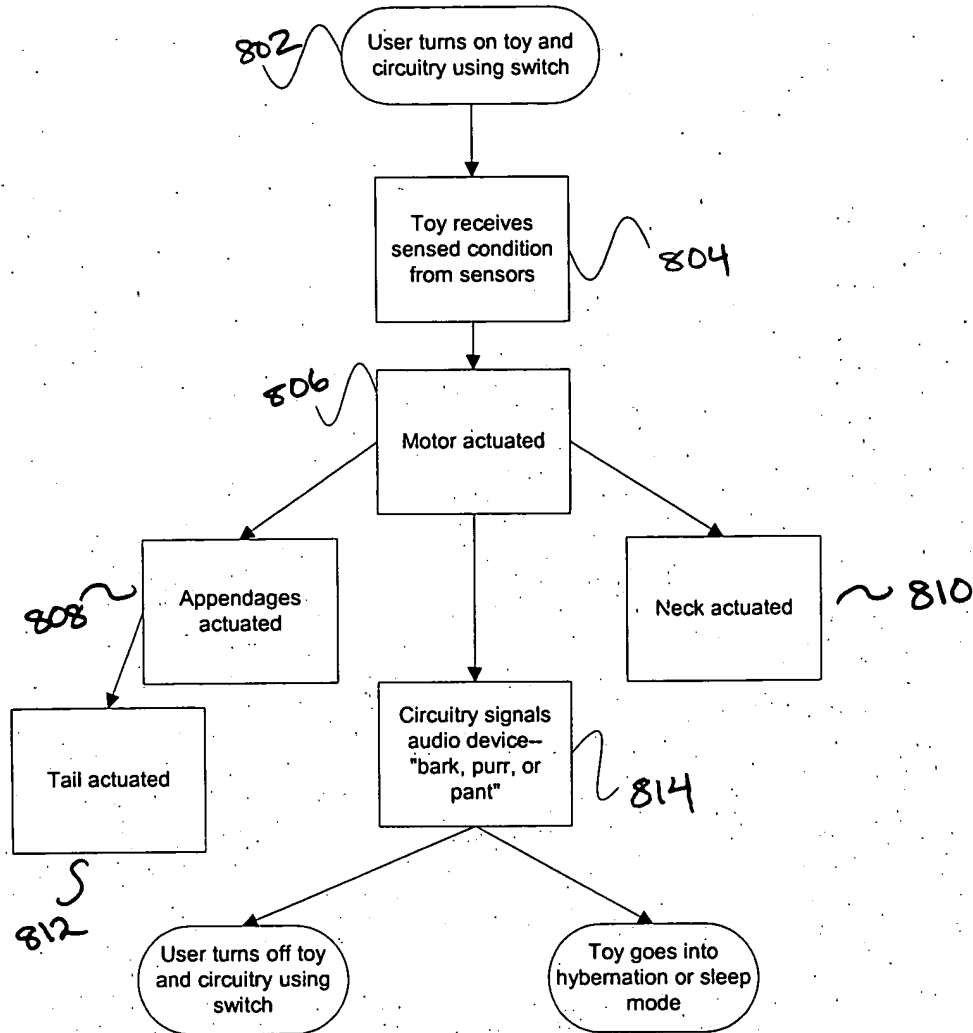 802
User turns on toy and
circuitry using switch
Toy receives
sensed condition
from sensors
804
806
Motor actuated
808
Appendages
actuated
Neck actuated
810
Tail actuated
812
Circuitry signals
audio device--
"bark, purr, or
pant"
814
User turns off toy
and circuitry using
switch
Toy goes into
hybernation or sleep
mode